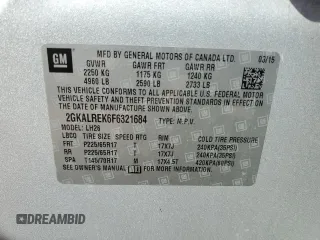 GM
MFD BY GENERAL MOTORS OF CANADA LTD. 03/15
GVWR GAWR FRT GAWR RR
2250 KG 1175 KG 1240 KG
4960 LB 2590 LB 2733 LB
THIS VEHICLE CONFORMS TO ALL APPLICABLE U.S. FEDERAL MOTOR VEHICLE SAFETY, BUMPER, AND THEFT PREVENTION STANDARDS IN EFFECT ON THE DATE OF MANUFACTURE SHOWN ABOVE.
2GKALREK6F6321684 TYPE: M.P.V.
MODEL: LH26
LBCO TIRE SIZE SPEED RTG RIM COLD TIRE PRESSURE
FRT P225/65R17 T 17X7J 240KPA(35PSI)
RR P225/65R17 T 17X7J 240KPA(35PSI)
SPA T145/70R17 M 17X4.5T 420KPA(60PSI)
SEE OWNER'S MANUAL
DRIVE2BID